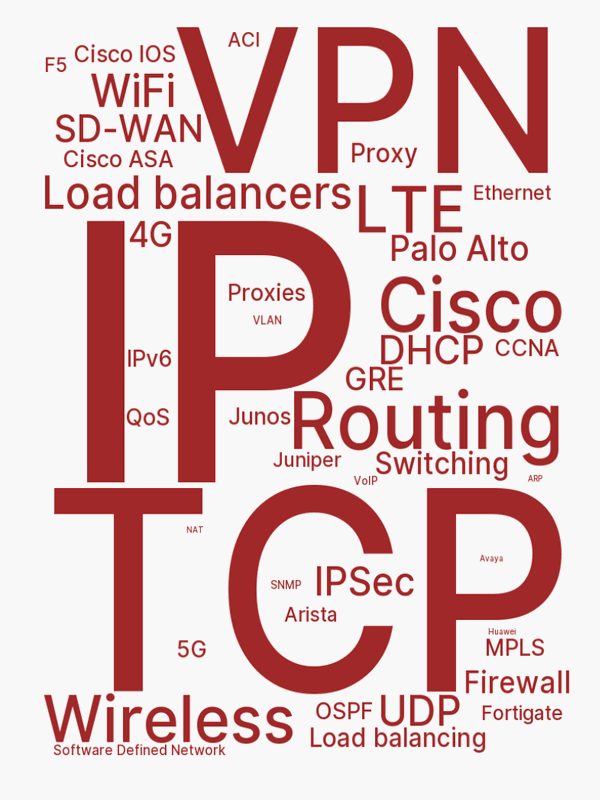 VPN
ACI
Cisco IOS
F5
WiFi
SD-WAN
Cisco ASA
Proxy
Load balancers
LTE
Ethernet
4G
Palo Alto
IP
Proxies
VLAN
Cisco
DHCP
CCNA
IPv6
GRE
QoS
Junos
Routing
Juniper
Switching
VoIP
ARP
TCP
NAT
Avaya
SNMP
IPSec
Arista
5G
Huawei
MPLS
Firewall
Wireless
OSPF
UDP
Fortigate
Load balancing
Software Defined Network